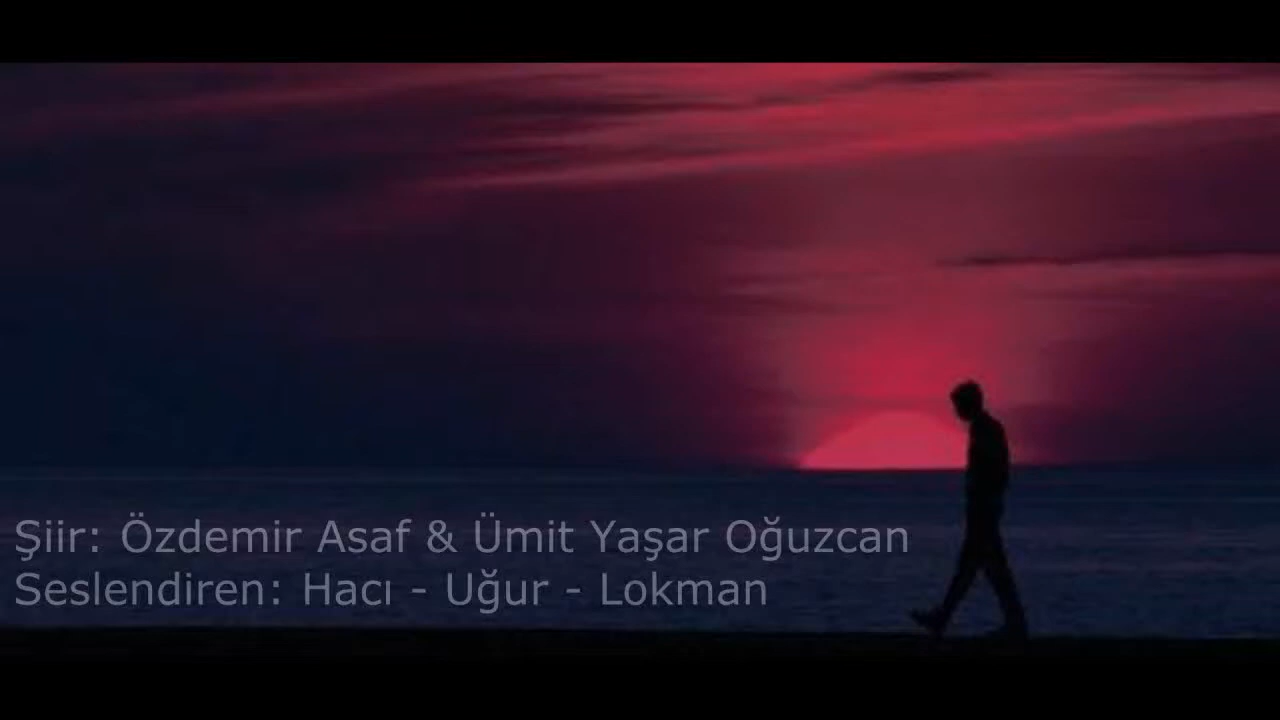 Şiir: Özdemir Asaf & Ümit Yaşar Oğuzcan
Seslendiren: Hacı - Uğur - Lokman